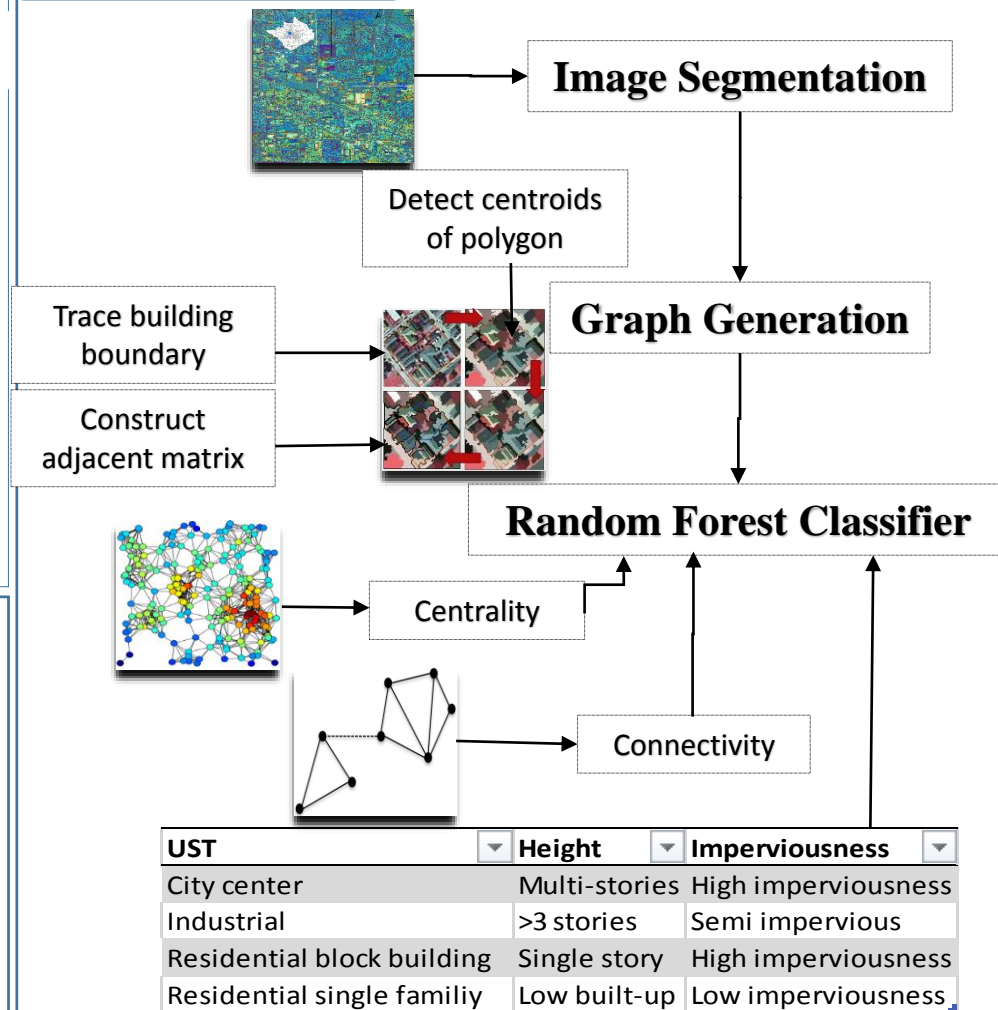 Image Segmentation
Detect centroids
of polygon
Trace building
boundary
Graph Generation
Construct
adjacent matrix
Random Forest Classifier
Centrality
Connectivity
UST Height Imperviousness
City center Multi-stories High imperviousness
Industrial >3 stories Semi impervious
Residential block building Single story High imperviousness
Residential single familiy Low built-up Low imperviousness